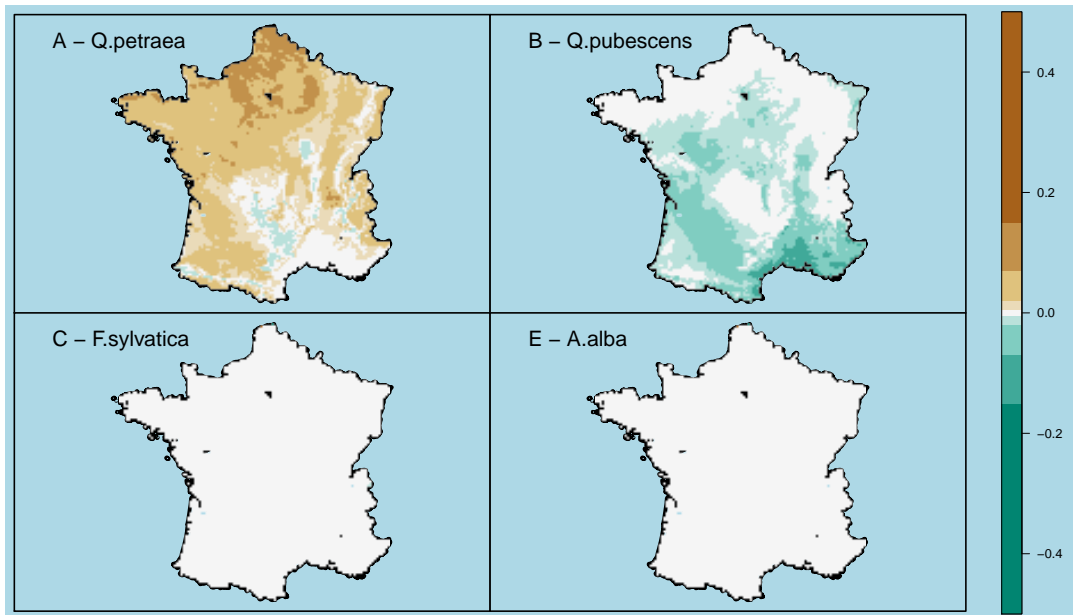 A – Q.petraea
B – Q.pubescens
C – F.sylvatica
E – A.alba
0.4
0.2
0.0
−0.2
−0.4